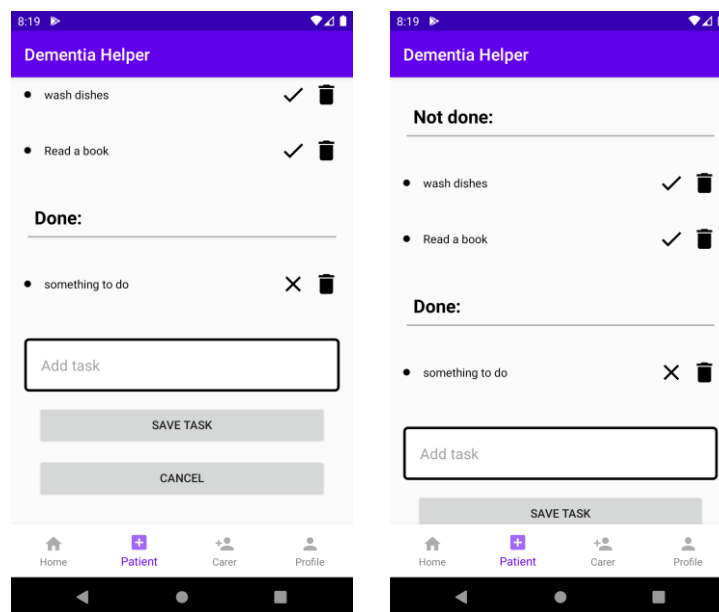 8:19
Dementia Helper
wash dishes
Read a book
Done:
something to do
Add task
SAVE TASK
CANCEL
Home Patient Carer Profile
8:19
Dementia Helper
Not done:
wash dishes
Read a book
Done:
something to do
Add task
SAVE TASK
Home Patient Carer Profile